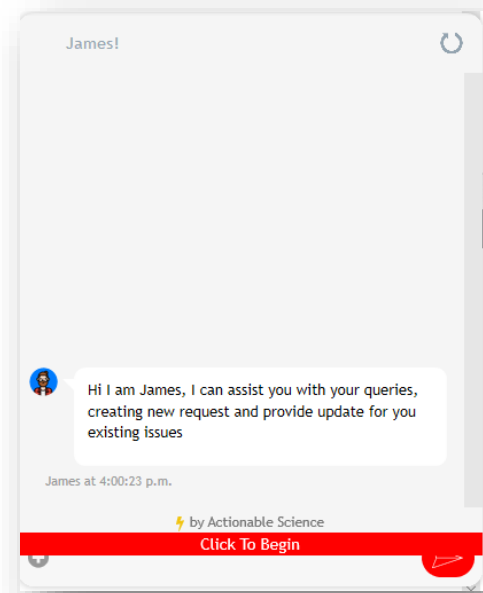 James!
Hi I am James, I can assist you with your queries,
creating new request and provide update for you
existing issues
James at 4:00:23 p.m.
by Actionable Science
Click To Begin